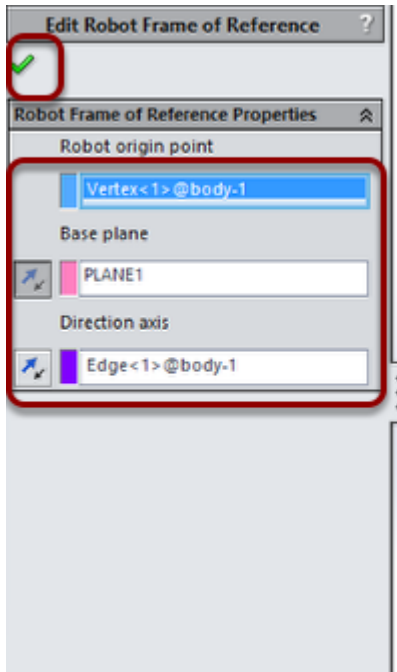 Edit Robot Frame of Reference ?
Robot Frame of Reference Properties
Robot origin point
Vertex<1>@body-1
Base plane
PLANE1
Direction axis
Edge<1>@body-1